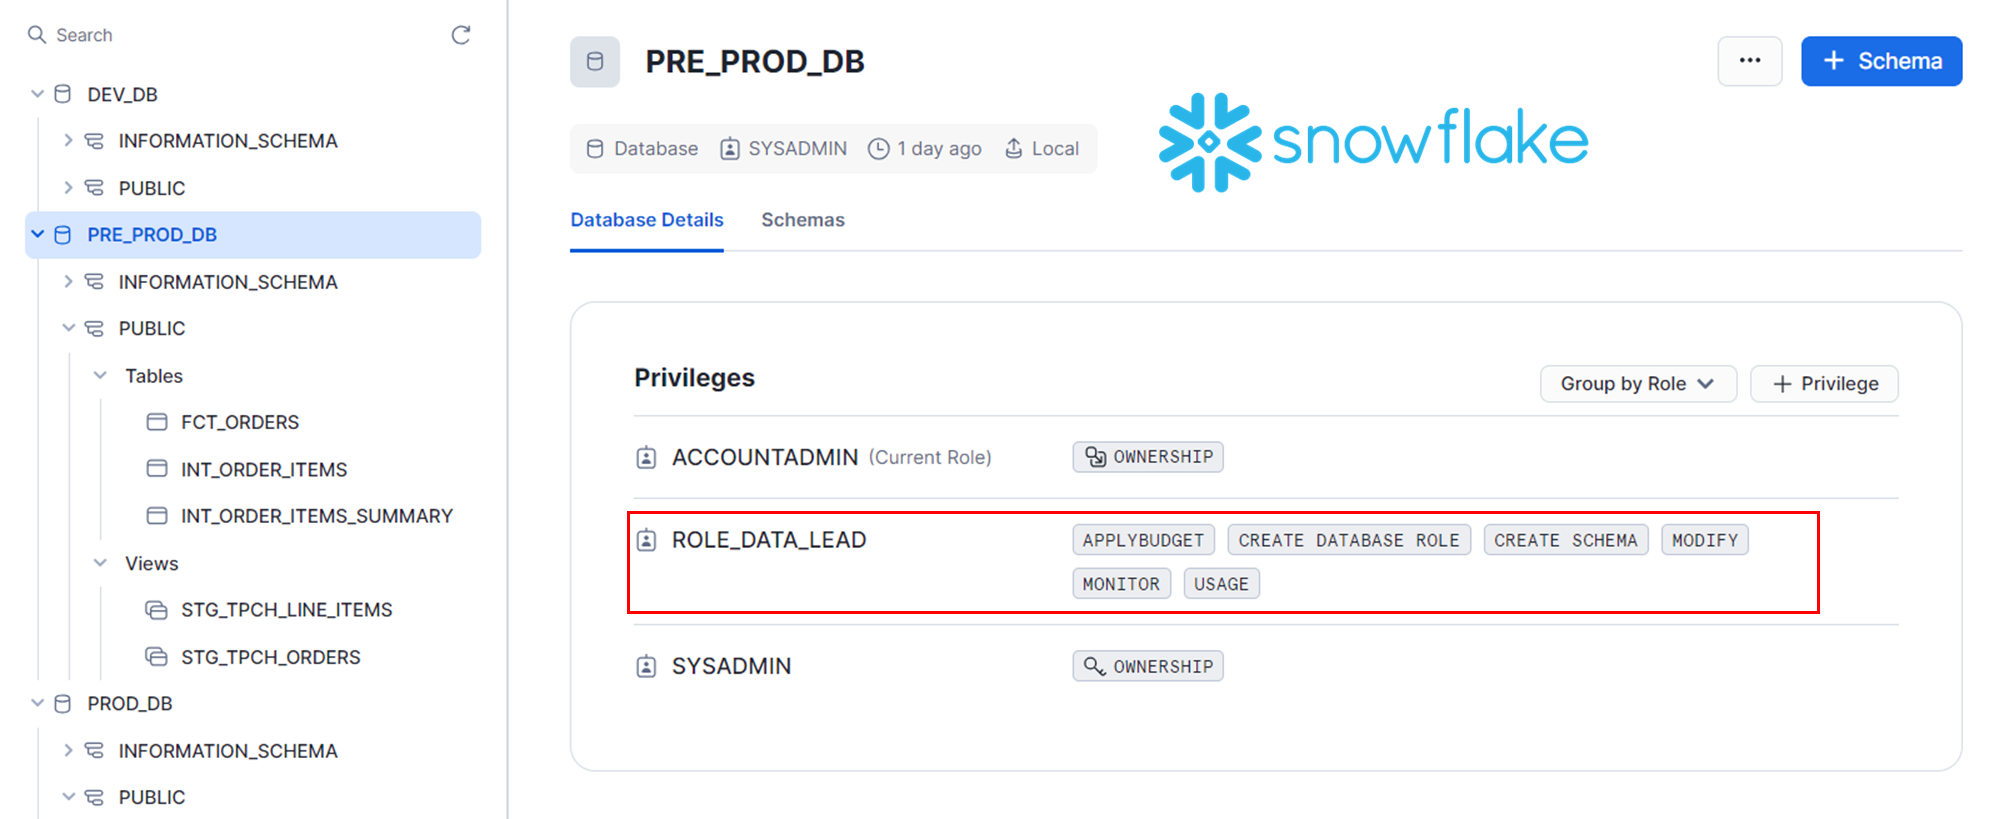 Search
DEV_DB
INFORMATION_SCHEMA
PUBLIC
PRE_PROD_DB
INFORMATION_SCHEMA
PUBLIC
Tables
FCT_ORDERS
INT_ORDER_ITEMS
INT_ORDER_ITEMS_SUMMARY
Views
STG_TPCH_LINE_ITEMS
STG_TPCH_ORDERS
PROD_DB
INFORMATION_SCHEMA
PUBLIC
PRE_PROD_DB
... + Schema
Database SYSADMIN 1 day ago Local
snowflake
Database Details Schemas
Privileges
Group by Role + Privilege
ACCOUNTADMIN (Current Role) OWNERSHIP
ROLE_DATA_LEAD APPLYBUDGET CREATE DATABASE ROLE CREATE SCHEMA MODIFY
MONITOR USAGE
SYSADMIN OWNERSHIP